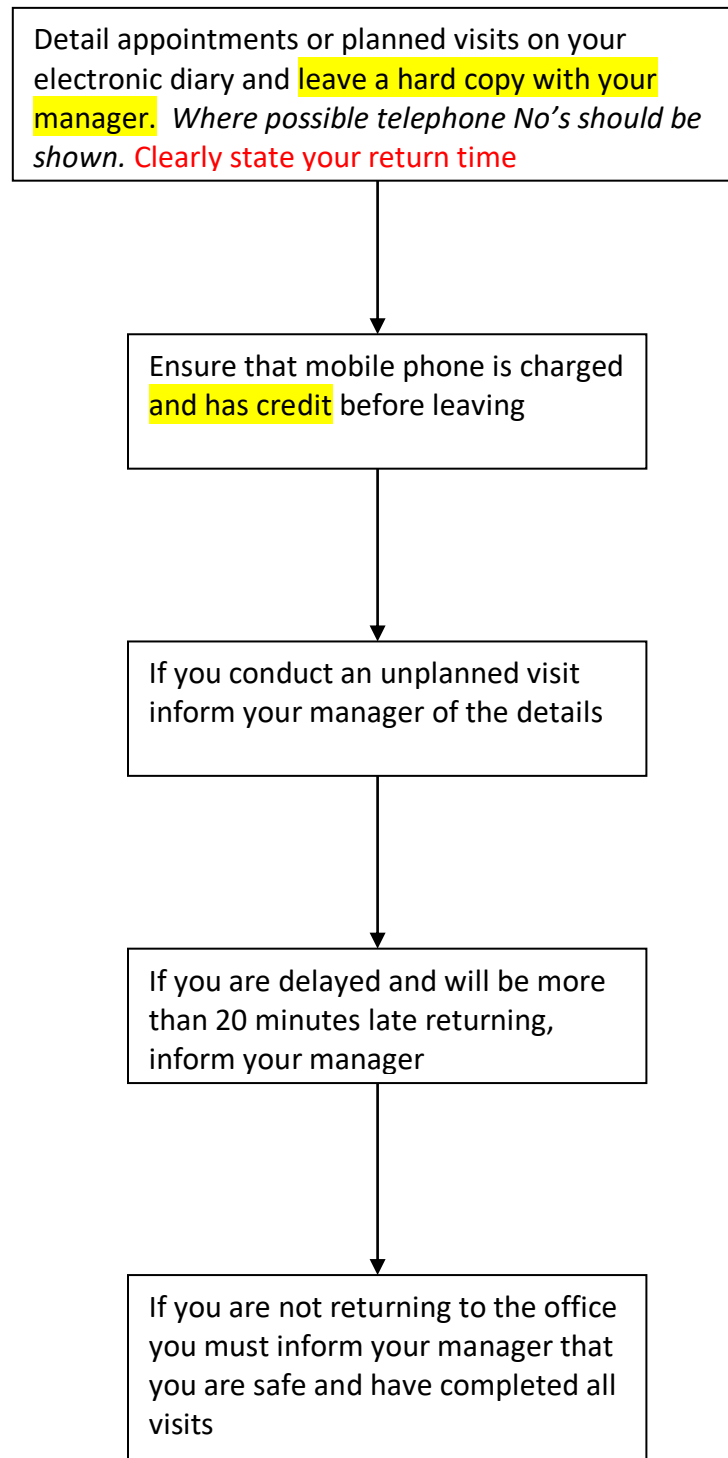 Detail appointments or planned visits on your
electronic diary and leave a hard copy with your
manager.  Where possible telephone No’s should be
shown. Clearly state your return time
Ensure that mobile phone is charged
and has credit before leaving
If you conduct an unplanned visit
inform your manager of the details
If you are delayed and will be more
than 20 minutes late returning,
inform your manager
If you are not returning to the office
you must inform your manager that
you are safe and have completed all
visits